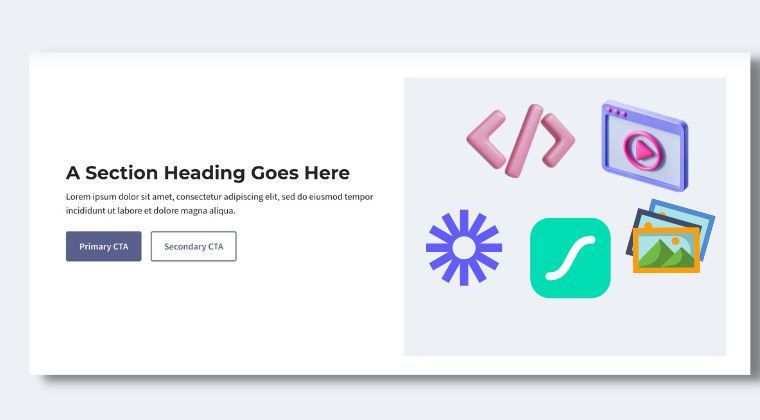 A Section Heading Goes Here
Lorem ipsum dolor sit amet, consectetur adipiscing elit, sed do eiusmod tempor
incididunt ut labore et dolore magna aliqua.
Primary CTA
Secondary CTA